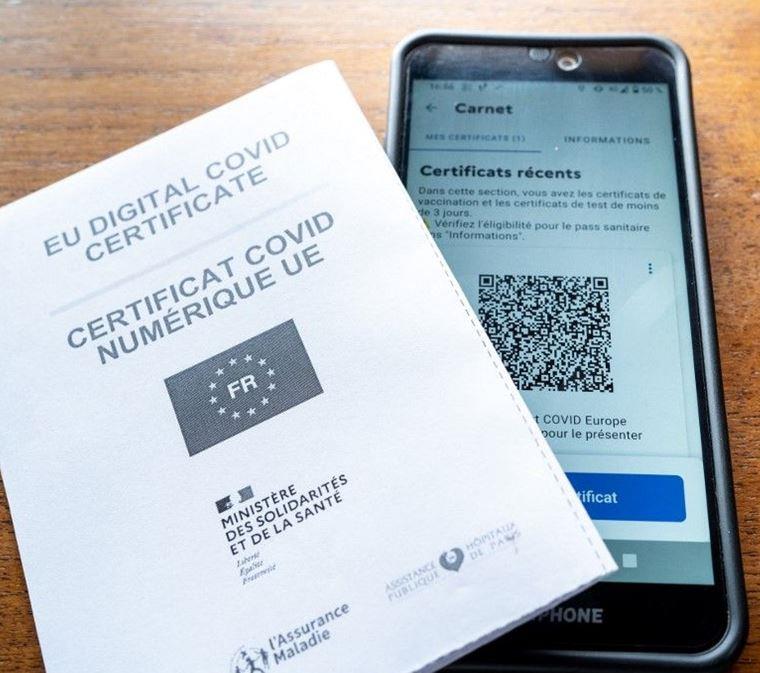 EU DIGITAL COVID
CERTIFICATE
CERTIFICAT COVID
NUMÉRIQUE UE
FR
MINISTÈRE
DES SOLIDARITÉS
ET DE LA SANTÉ
Liberté
Égalité
Fraternité
ASSISTANCE
PUBLIQUE
HÔPITAUX
DE PARIS
l'Assurance
Maladie
16:56
50%
Carnet
MES CERTIFICATS (1)
INFORMATIONS
Certificats récents
Dans cette section, vous avez les certificats de
vaccination et les certificats de test de moins
de 3 jours.
Vérifiez l'éligibilité pour le pass sanitaire
"Informations".
COVID Europe
pour le présenter
tificat
PHONE